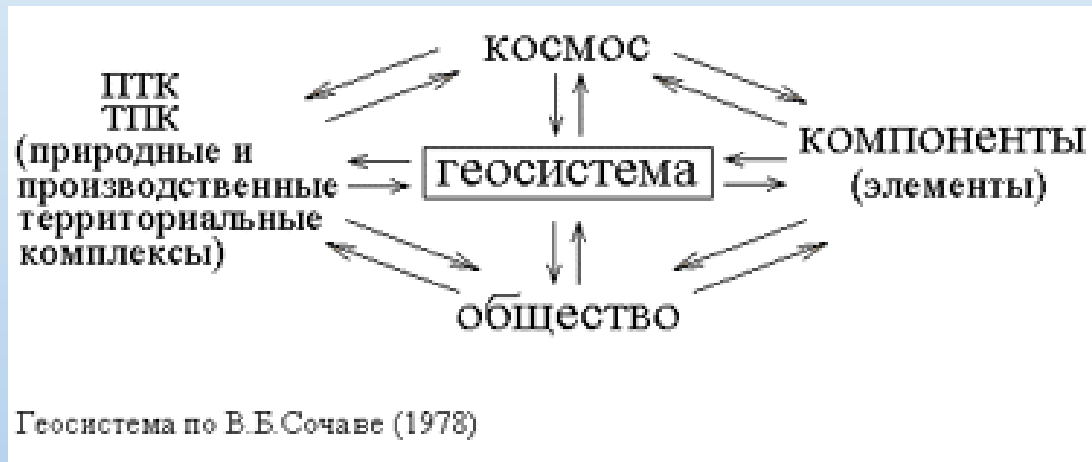 космос
ПТК
ТПК
(природные и
производственные
территориальные
комплексы)
геосистема
компоненты
(элементы)
общество
Геосистема по В.Б.Сочаве (1978)